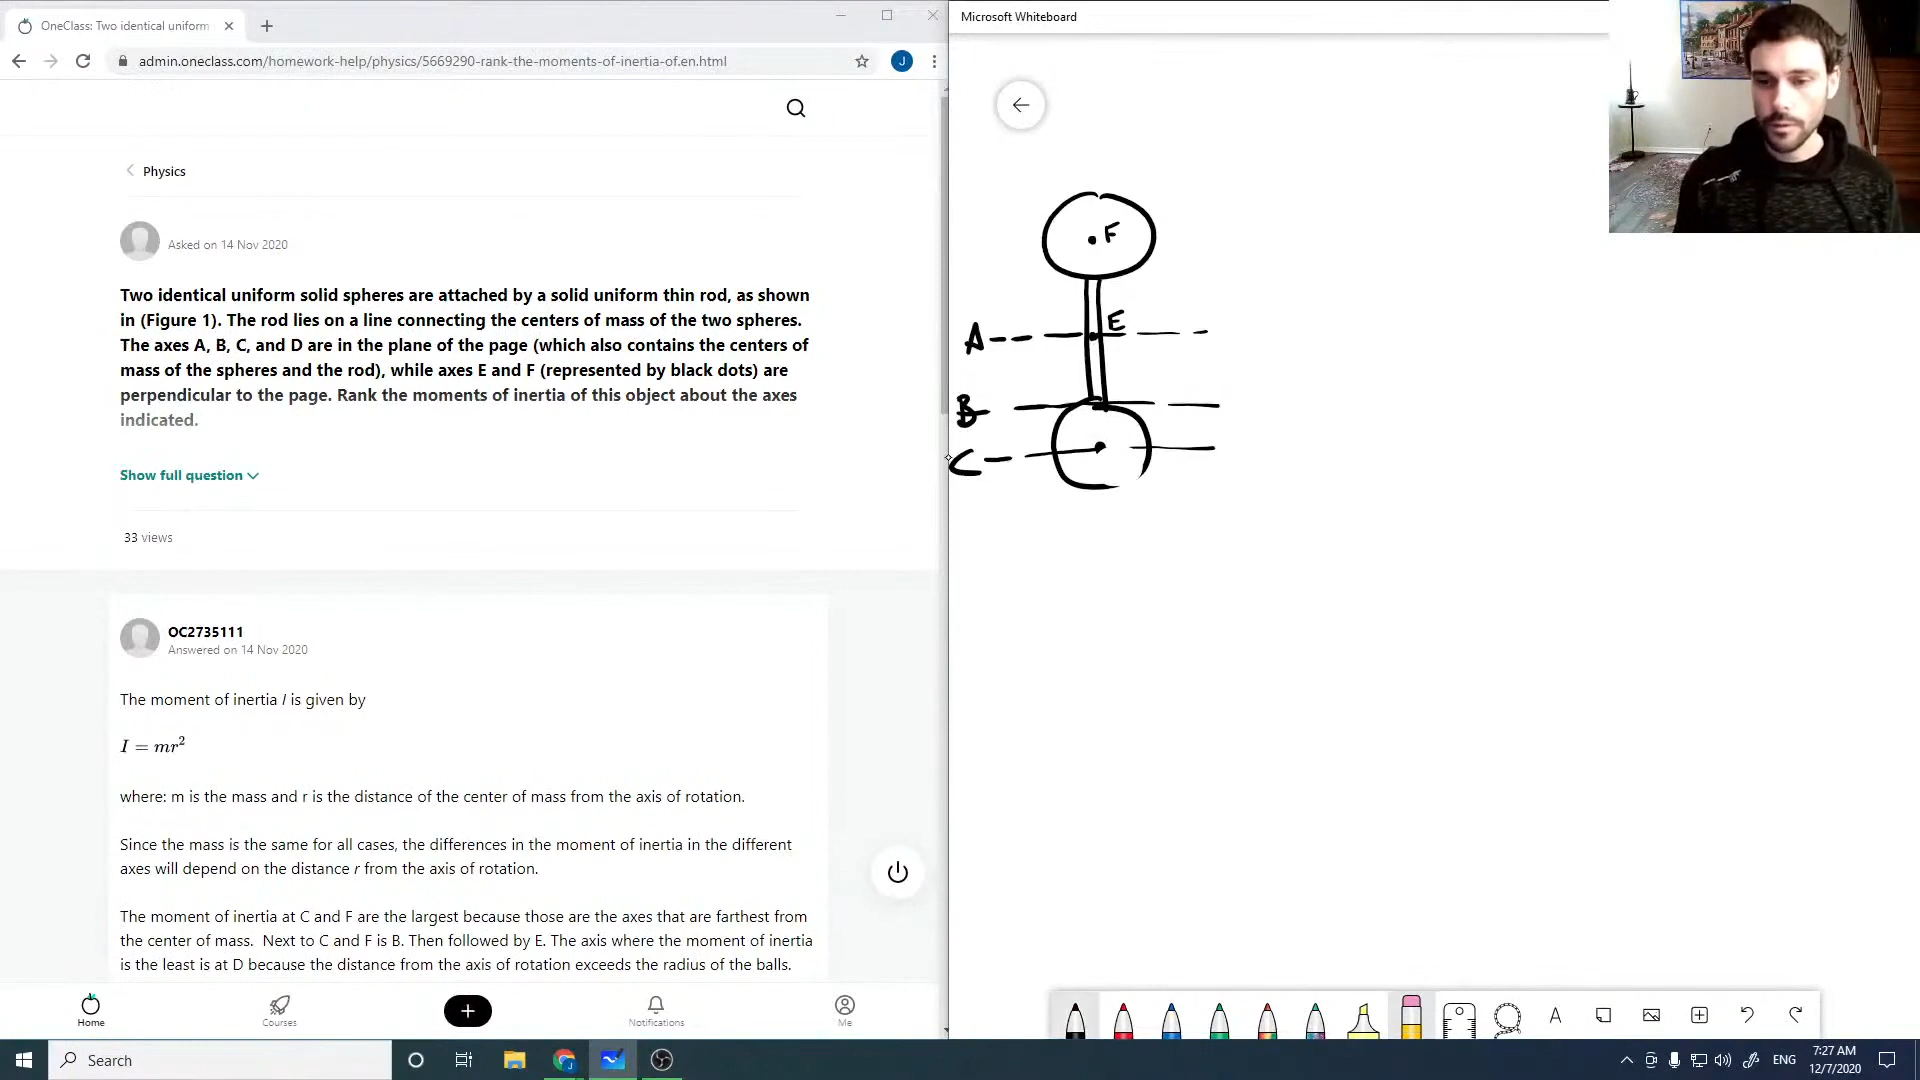 OneClass: Two identical uniform
Microsoft Whiteboard
admin.oneclass.com/homework-help/physics/5669290-rank-the-moments-of-inertia-of.en.html
J
Physics
Asked on 14 Nov 2020
Two identical uniform solid spheres are attached by a solid uniform thin rod, as shown
in (Figure 1). The rod lies on a line connecting the centers of mass of the two spheres.
The axes A, B, C, and D are in the plane of the page (which also contains the centers of
mass of the spheres and the rod), while axes E and F (represented by black dots) are
perpendicular to the page. Rank the moments of inertia of this object about the axes
indicated.
Show full question
33 views
OC2735111
Answered on 14 Nov 2020
The moment of inertia I is given by
I = mr²
where: m is the mass and r is the distance of the center of mass from the axis of rotation.
Since the mass is the same for all cases, the differences in the moment of inertia in the different
axes will depend on the distance r from the axis of rotation.
The moment of inertia at C and F are the largest because those are the axes that are farthest from
the center of mass.  Next to C and F is B. Then followed by E. The axis where the moment of inertia
is the least is at D because the distance from the axis of rotation exceeds the radius of the balls.
Home
Courses
Notifications
Me
F
E
A
B
C
A
Search
J
ENG
7:27 AM
12/7/2020